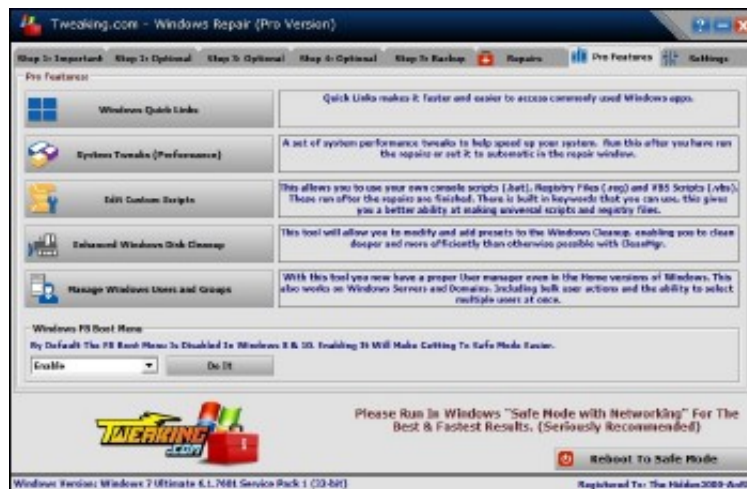 Tweaking.com - Windows Repair (Pro Version)
Step 1: Important Step 2: Optional Step 3: Optional Step 4: Optional Step 5: Backup Repairs Pro Features Settings
Pro Features:
Windows Quick Links
Quick Links makes it faster and easier to access commonly used Windows apps.
System Tweaks (Performance)
A set of system performance tweaks to help speed up your system. Run this after you have run
the repairs or set it to automatic in the repair window.
Edit Custom Scripts
This allows you to use your own console scripts (.bat), Registry Files (.reg) and VBS Scripts (.vbs).
These run after the repairs are finished. There is built in keywords that you can use, this gives
you a better ability at making universal scripts and registry files.
Enhanced Windows Disk Cleanup
This tool will allow you to modify and add presets to the Windows Cleanup, enabling you to clean
deeper and more efficiently than otherwise possible with CleanMgr.
Manage Windows Users and Groups
With this tool you now have a proper User manager even in the Home versions of Windows. This
also works on Windows Servers and Domains. Including bulk user actions and the ability to select
multiple users at once.
Windows F8 Boot Menu
By Default The F8 Boot Menu Is Disabled In Windows 8 & 10. Enabling It Will Make Getting To Safe Mode Easier.
Enable Do It
TWEAKING
.COM
Please Run In Windows "Safe Mode with Networking" For The
Best & Fastest Results. (Seriously Recommended)
Reboot To Safe Mode
Windows Version: Windows 7 Ultimate 6.1.7601 Service Pack 1 (32-bit)
Registered To: The